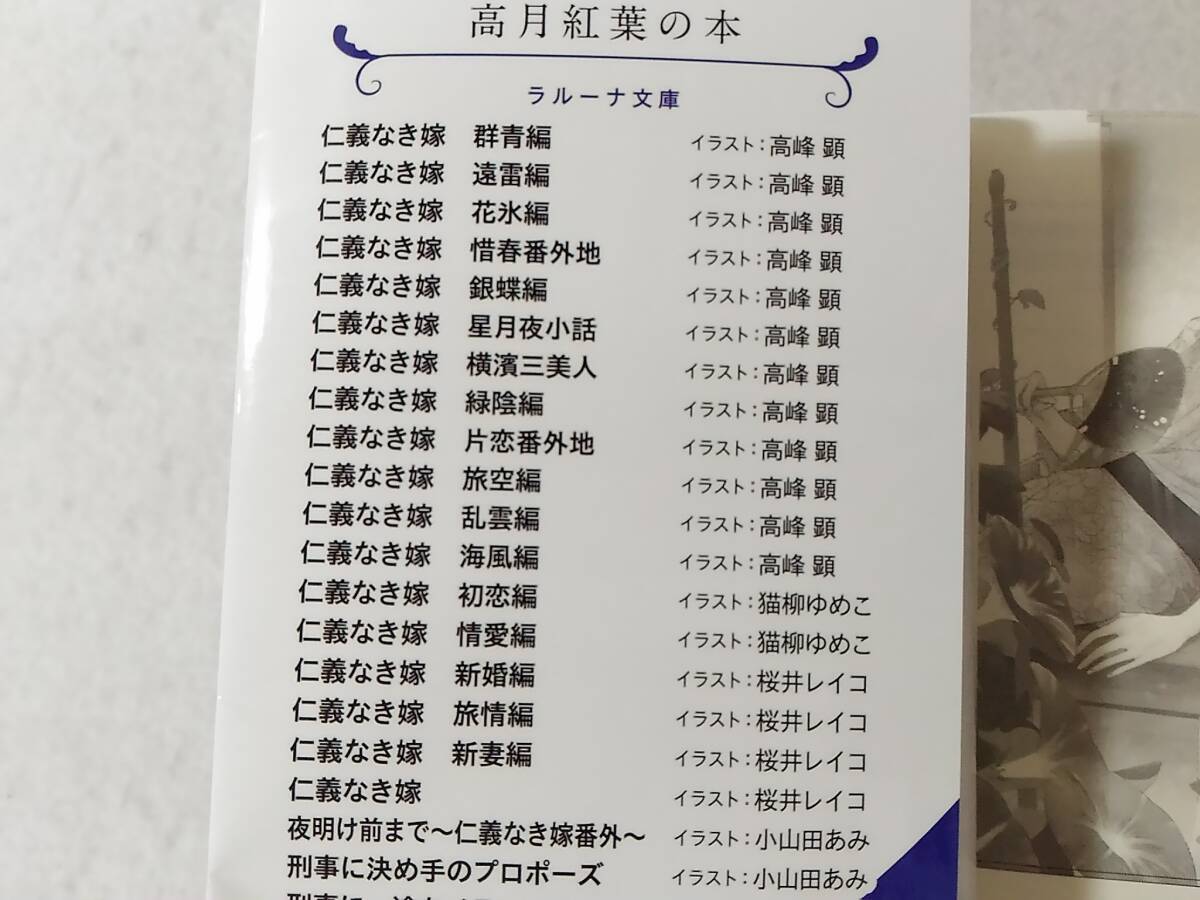 高月紅葉の本
ラルーナ文庫
仁義なき嫁　群青編　イラスト：高峰 顕
仁義なき嫁　遠雷編　イラスト：高峰 顕
仁義なき嫁　花氷編　イラスト：高峰 顕
仁義なき嫁　惜春番外地　イラスト：高峰 顕
仁義なき嫁　銀蝶編　イラスト：高峰 顕
仁義なき嫁　星月夜小話　イラスト：高峰 顕
仁義なき嫁　横濱三美人　イラスト：高峰 顕
仁義なき嫁　緑陰編　イラスト：高峰 顕
仁義なき嫁　片恋番外地　イラスト：高峰 顕
仁義なき嫁　旅空編　イラスト：高峰 顕
仁義なき嫁　乱雲編　イラスト：高峰 顕
仁義なき嫁　海風編　イラスト：高峰 顕
仁義なき嫁　初恋編　イラスト：猫柳ゆめこ
仁義なき嫁　情愛編　イラスト：猫柳ゆめこ
仁義なき嫁　新婚編　イラスト：桜井レイコ
仁義なき嫁　旅情編　イラスト：桜井レイコ
仁義なき嫁　新妻編　イラスト：桜井レイコ
仁義なき嫁　イラスト：桜井レイコ
夜明け前まで〜仁義なき嫁番外〜　イラスト：小山田あみ
刑事に決め手のプロポーズ　イラスト：小山田あみ